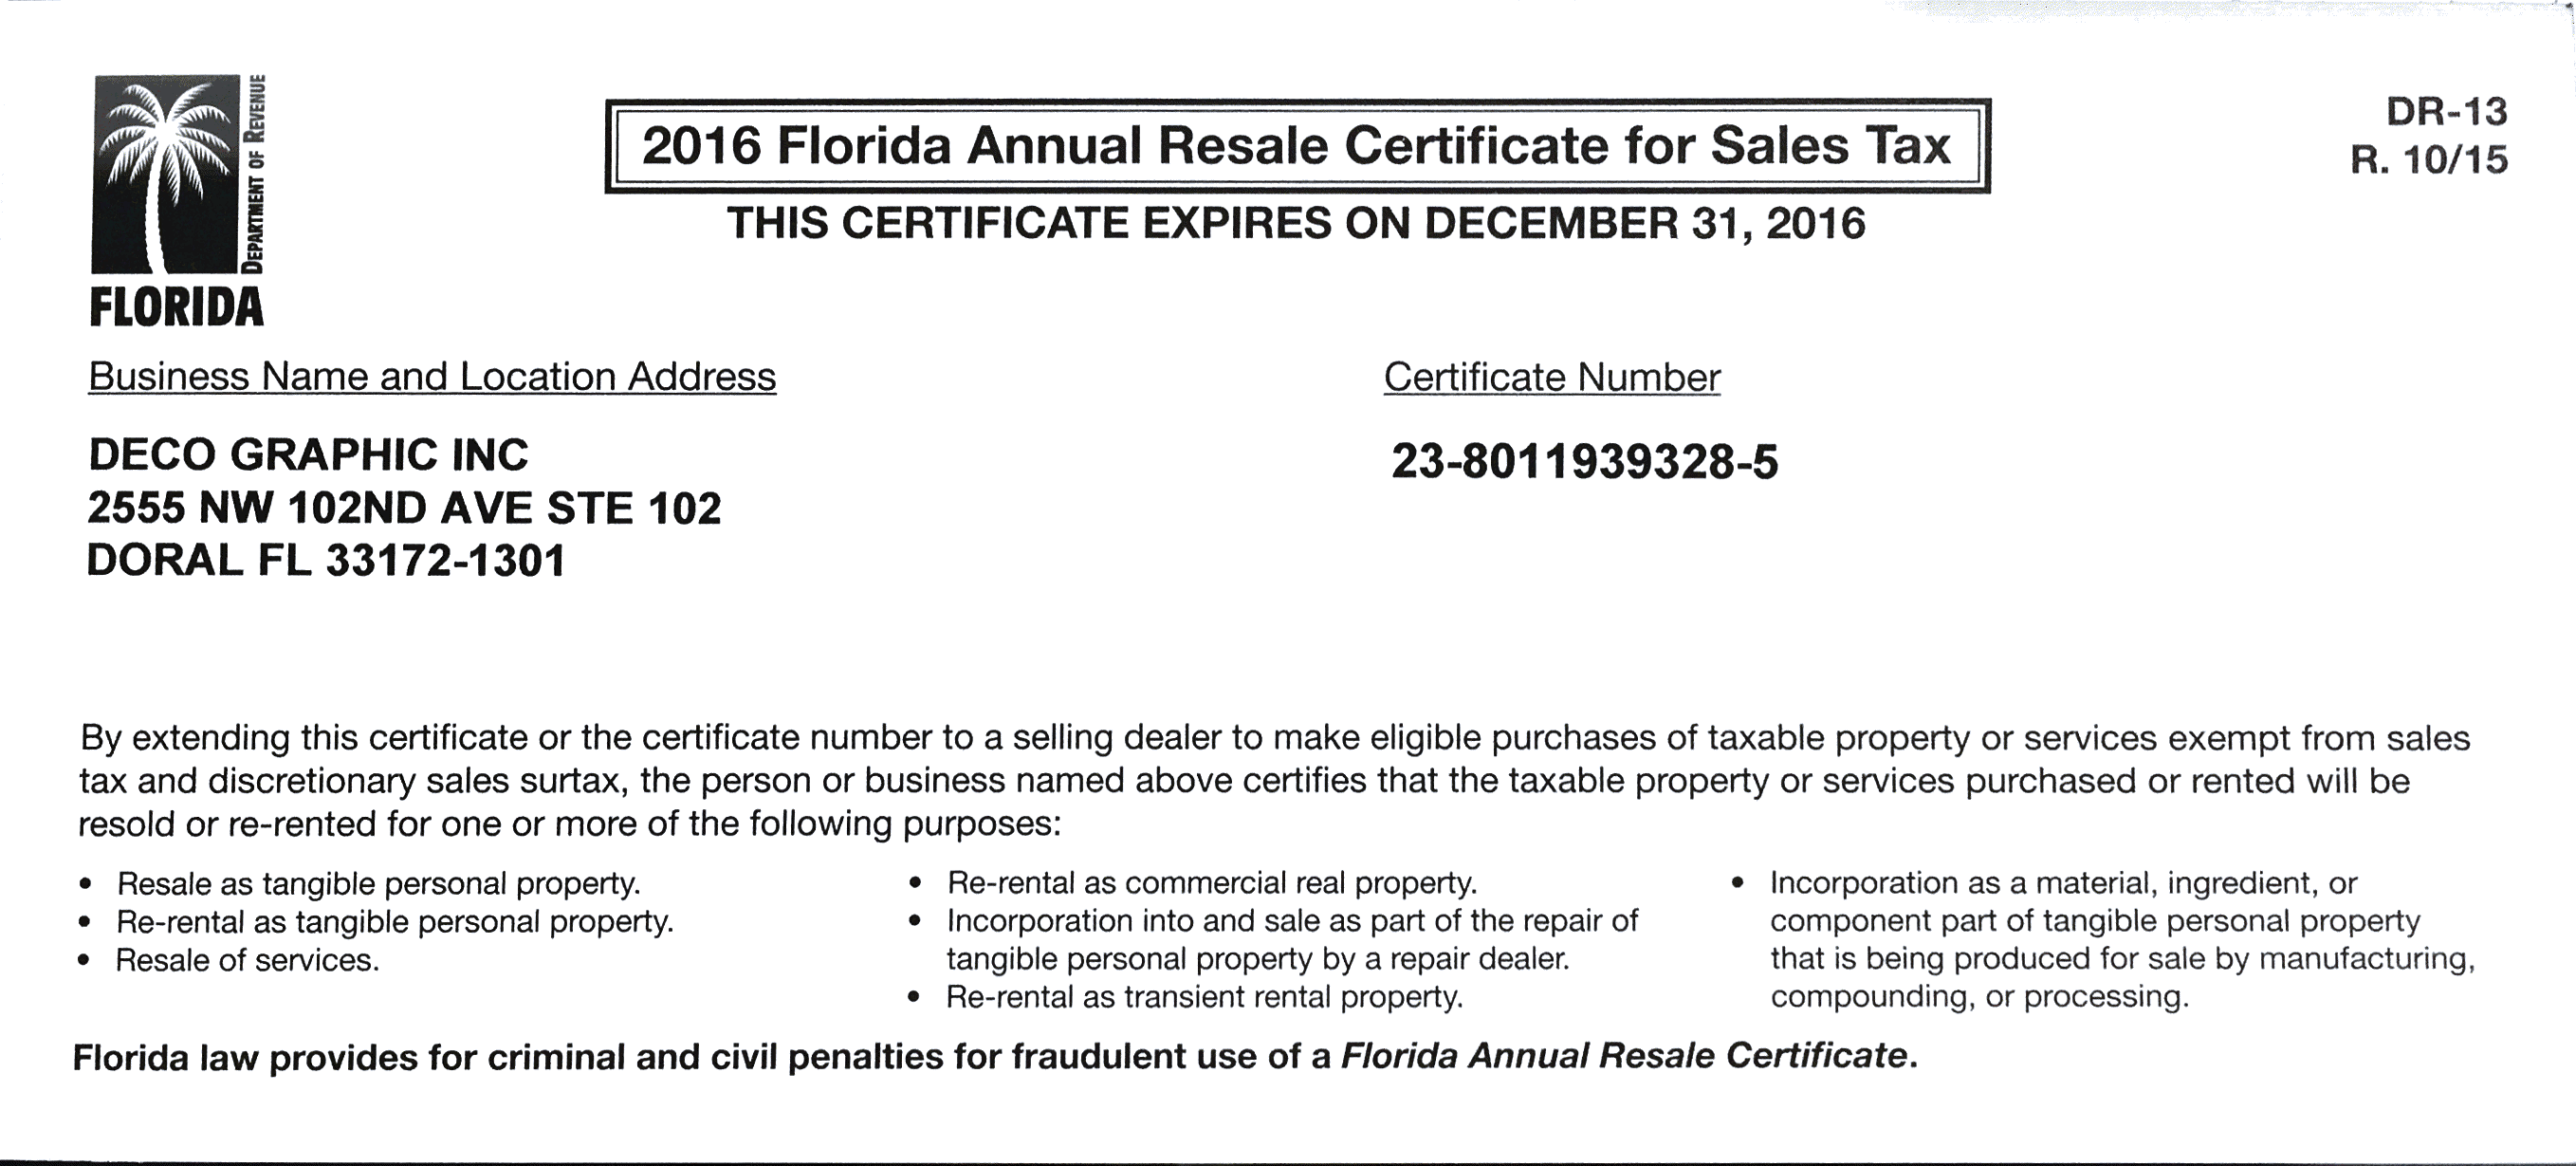 DEPARTMENT OF REVENUE
FLORIDA
2016 Florida Annual Resale Certificate for Sales Tax
THIS CERTIFICATE EXPIRES ON DECEMBER 31, 2016
DR-13
R. 10/15
Business Name and Location Address
DECO GRAPHIC INC
2555 NW 102ND AVE STE 102
DORAL FL 33172-1301
Certificate Number
23-8011939328-5
By extending this certificate or the certificate number to a selling dealer to make eligible purchases of taxable property or services exempt from sales
tax and discretionary sales surtax, the person or business named above certifies that the taxable property or services purchased or rented will be
resold or re-rented for one or more of the following purposes:
• Resale as tangible personal property.
• Re-rental as tangible personal property.
• Resale of services.
• Re-rental as commercial real property.
• Incorporation into and sale as part of the repair of
tangible personal property by a repair dealer.
• Re-rental as transient rental property.
• Incorporation as a material, ingredient, or
component part of tangible personal property
that is being produced for sale by manufacturing,
compounding, or processing.
Florida law provides for criminal and civil penalties for fraudulent use of a Florida Annual Resale Certificate.